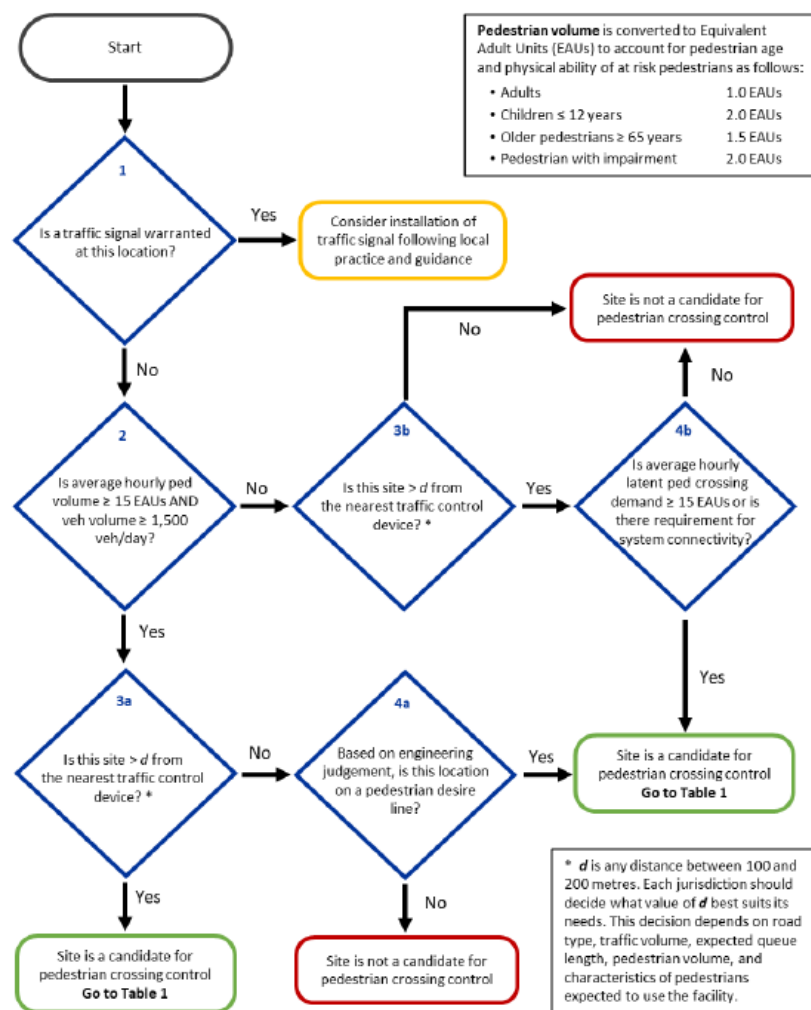 Start
Pedestrian volume is converted to Equivalent
Adult Units (EAUs) to account for pedestrian age
and physical ability of at risk pedestrians as follows:
• Adults 1.0 EAUs
• Children ≤ 12 years 2.0 EAUs
• Older pedestrians ≥ 65 years 1.5 EAUs
• Pedestrian with impairment 2.0 EAUs
1
Is a traffic signal warranted
at this location?
Yes
Consider installation of
traffic signal following local
practice and guidance
No
Site is not a candidate for
pedestrian crossing control
No
No
2
Is average hourly ped
volume ≥ 15 EAUs AND
veh volume ≥ 1,500
veh/day?
No
3b
Is this site > d from
the nearest traffic control
device? *
Yes
4b
Is average hourly
latent ped crossing
demand ≥ 15 EAUs or is
there requirement for
system connectivity?
Yes
Yes
3a
Is this site > d from
the nearest traffic control
device? *
No
4a
Based on engineering
judgement, is this location
on a pedestrian desire
line?
Yes
Site is a candidate for
pedestrian crossing control
Go to Table 1
Yes
Site is a candidate for
pedestrian crossing control
Go to Table 1
No
Site is not a candidate for
pedestrian crossing control
* d is any distance between 100 and
200 metres. Each jurisdiction should
decide what value of d best suits its
needs. This decision depends on road
type, traffic volume, expected queue
length, pedestrian volume, and
characteristics of pedestrians
expected to use the facility.